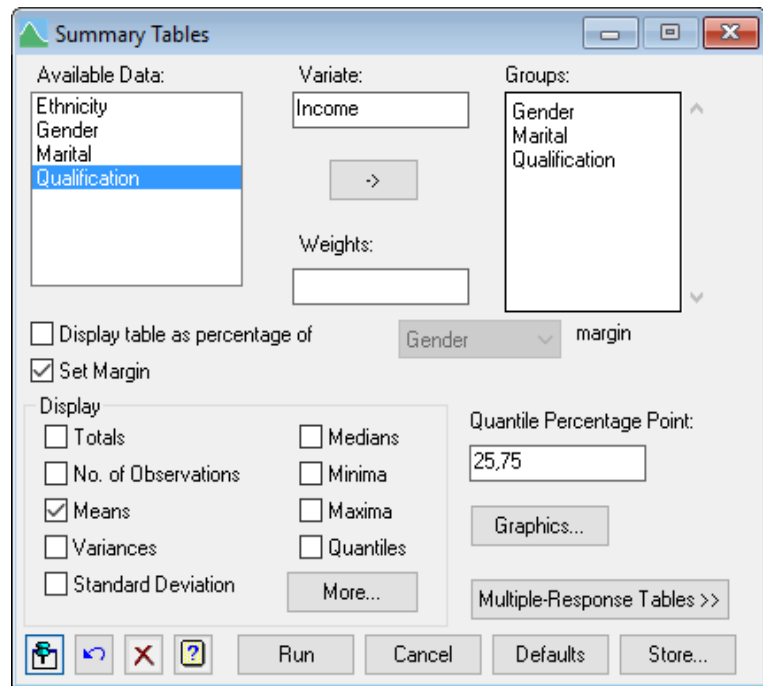 Summary Tables
Available Data:
Ethnicity
Gender
Marital
Qualification
Variate:
Income
->
Weights:
Groups:
Gender
Marital
Qualification
Display table as percentage of
Gender
margin
Set Margin
Display
Totals
No. of Observations
Means
Variances
Standard Deviation
Medians
Minima
Maxima
Quantiles
More...
Quantile Percentage Point:
25,75
Graphics...
Multiple-Response Tables >>
?
Run
Cancel
Defaults
Store...